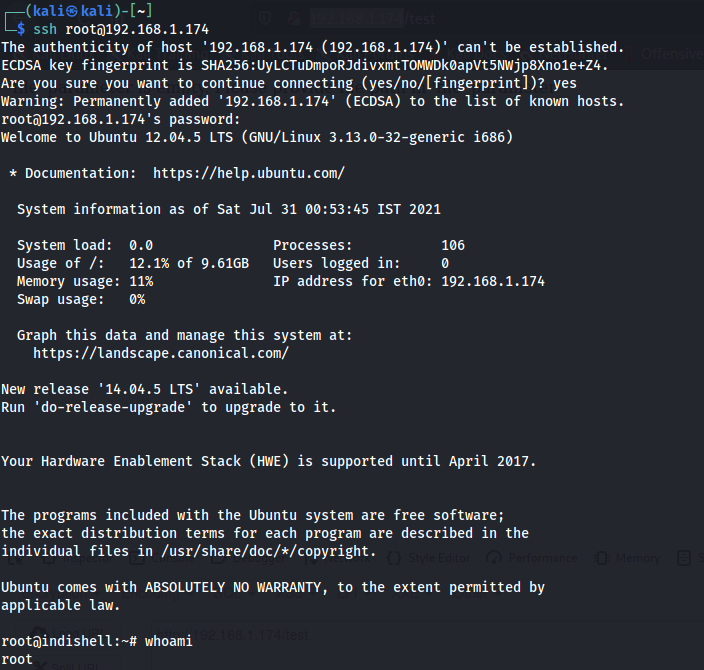 ┌──(kali㉿kali)-[~]
└─$ ssh root@192.168.1.174
The authenticity of host '192.168.1.174 (192.168.1.174)' can't be established.
ECDSA key fingerprint is SHA256:UyLCTuDmpoRJdivxmtTOMWDk0apVt5NWjp8Xno1e+Z4.
Are you sure you want to continue connecting (yes/no/[fingerprint])? yes
Warning: Permanently added '192.168.1.174' (ECDSA) to the list of known hosts.
root@192.168.1.174's password:
Welcome to Ubuntu 12.04.5 LTS (GNU/Linux 3.13.0-32-generic i686)
* Documentation:  https://help.ubuntu.com/
System information as of Sat Jul 31 00:53:45 IST 2021
System load:  0.0               Processes:           106
Usage of /:   12.1% of 9.61GB   Users logged in:     0
Memory usage: 11%               IP address for eth0: 192.168.1.174
Swap usage:   0%
Graph this data and manage this system at:
https://landscape.canonical.com/
New release '14.04.5 LTS' available.
Run 'do-release-upgrade' to upgrade to it.
Your Hardware Enablement Stack (HWE) is supported until April 2017.
The programs included with the Ubuntu system are free software;
the exact distribution terms for each program are described in the
individual files in /usr/share/doc/*/copyright.
Ubuntu comes with ABSOLUTELY NO WARRANTY, to the extent permitted by
applicable law.
root@indishell:~# whoami
root